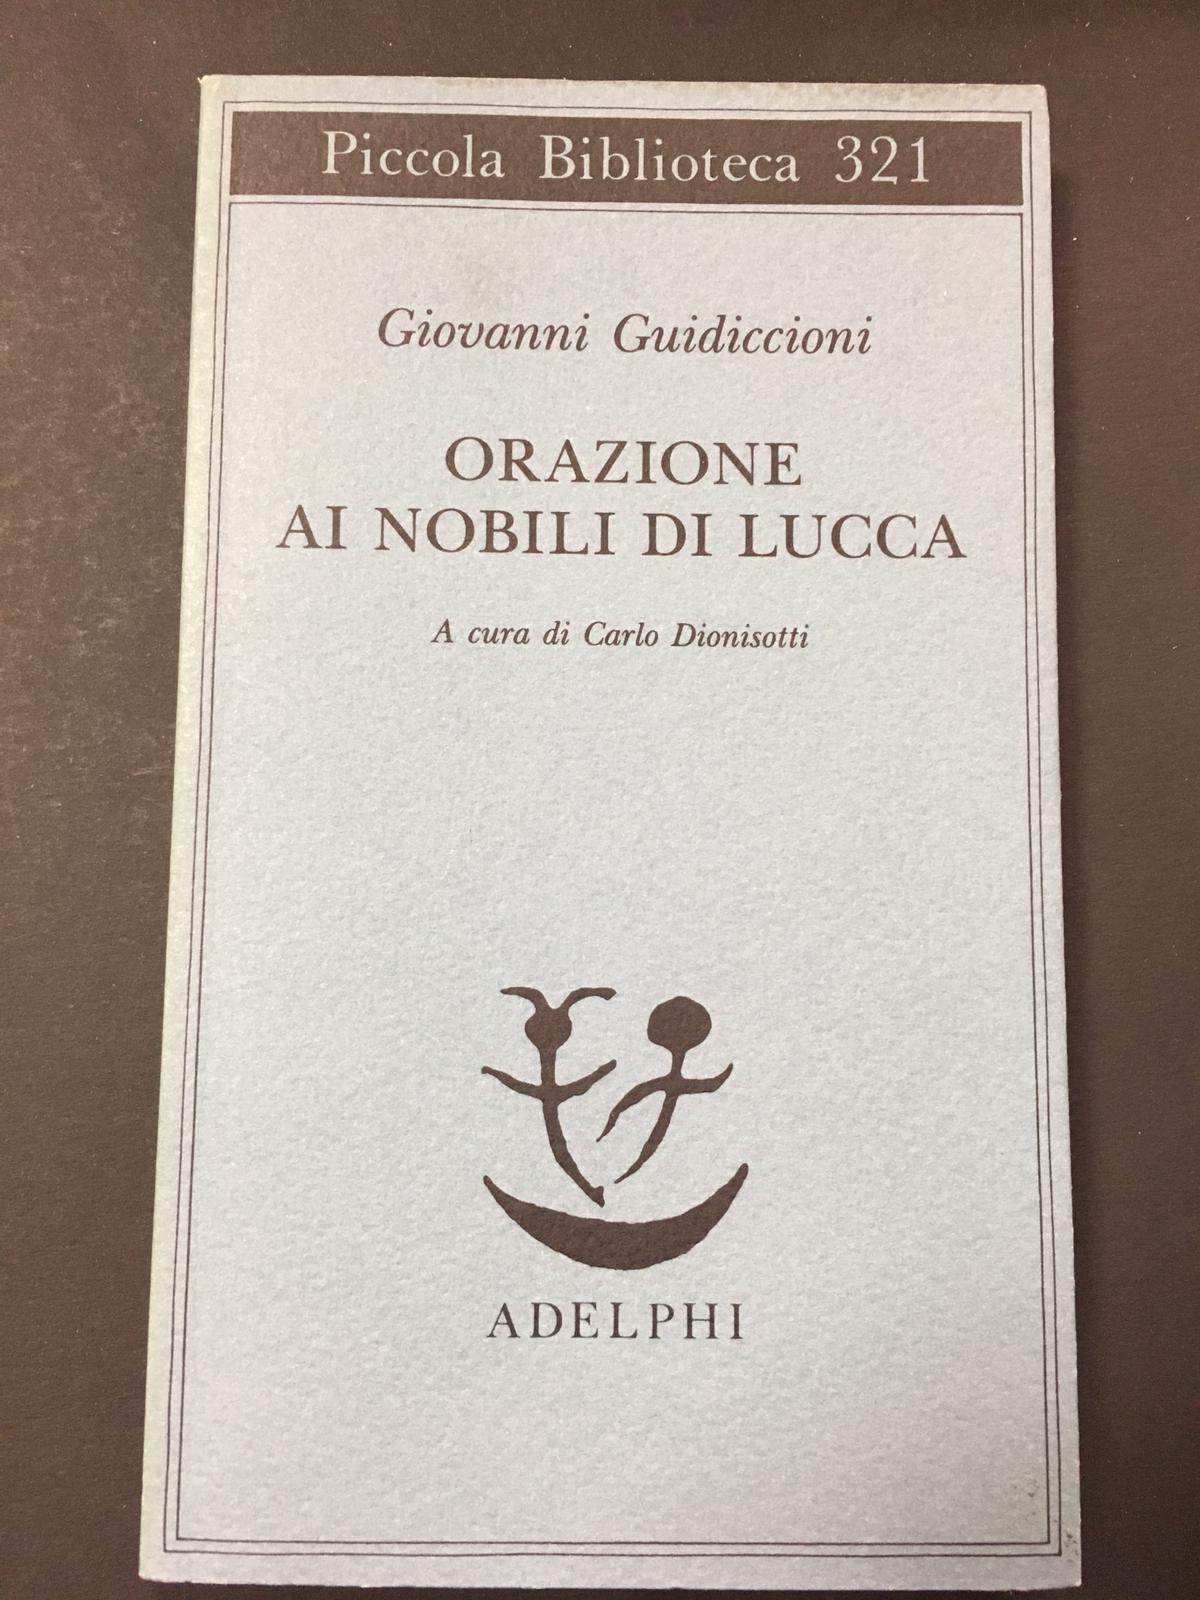 Piccola Biblioteca 321
Giovanni Guidiccioni
ORAZIONE
AI NOBILI DI LUCCA
A cura di Carlo Dionisotti
ADELPHI